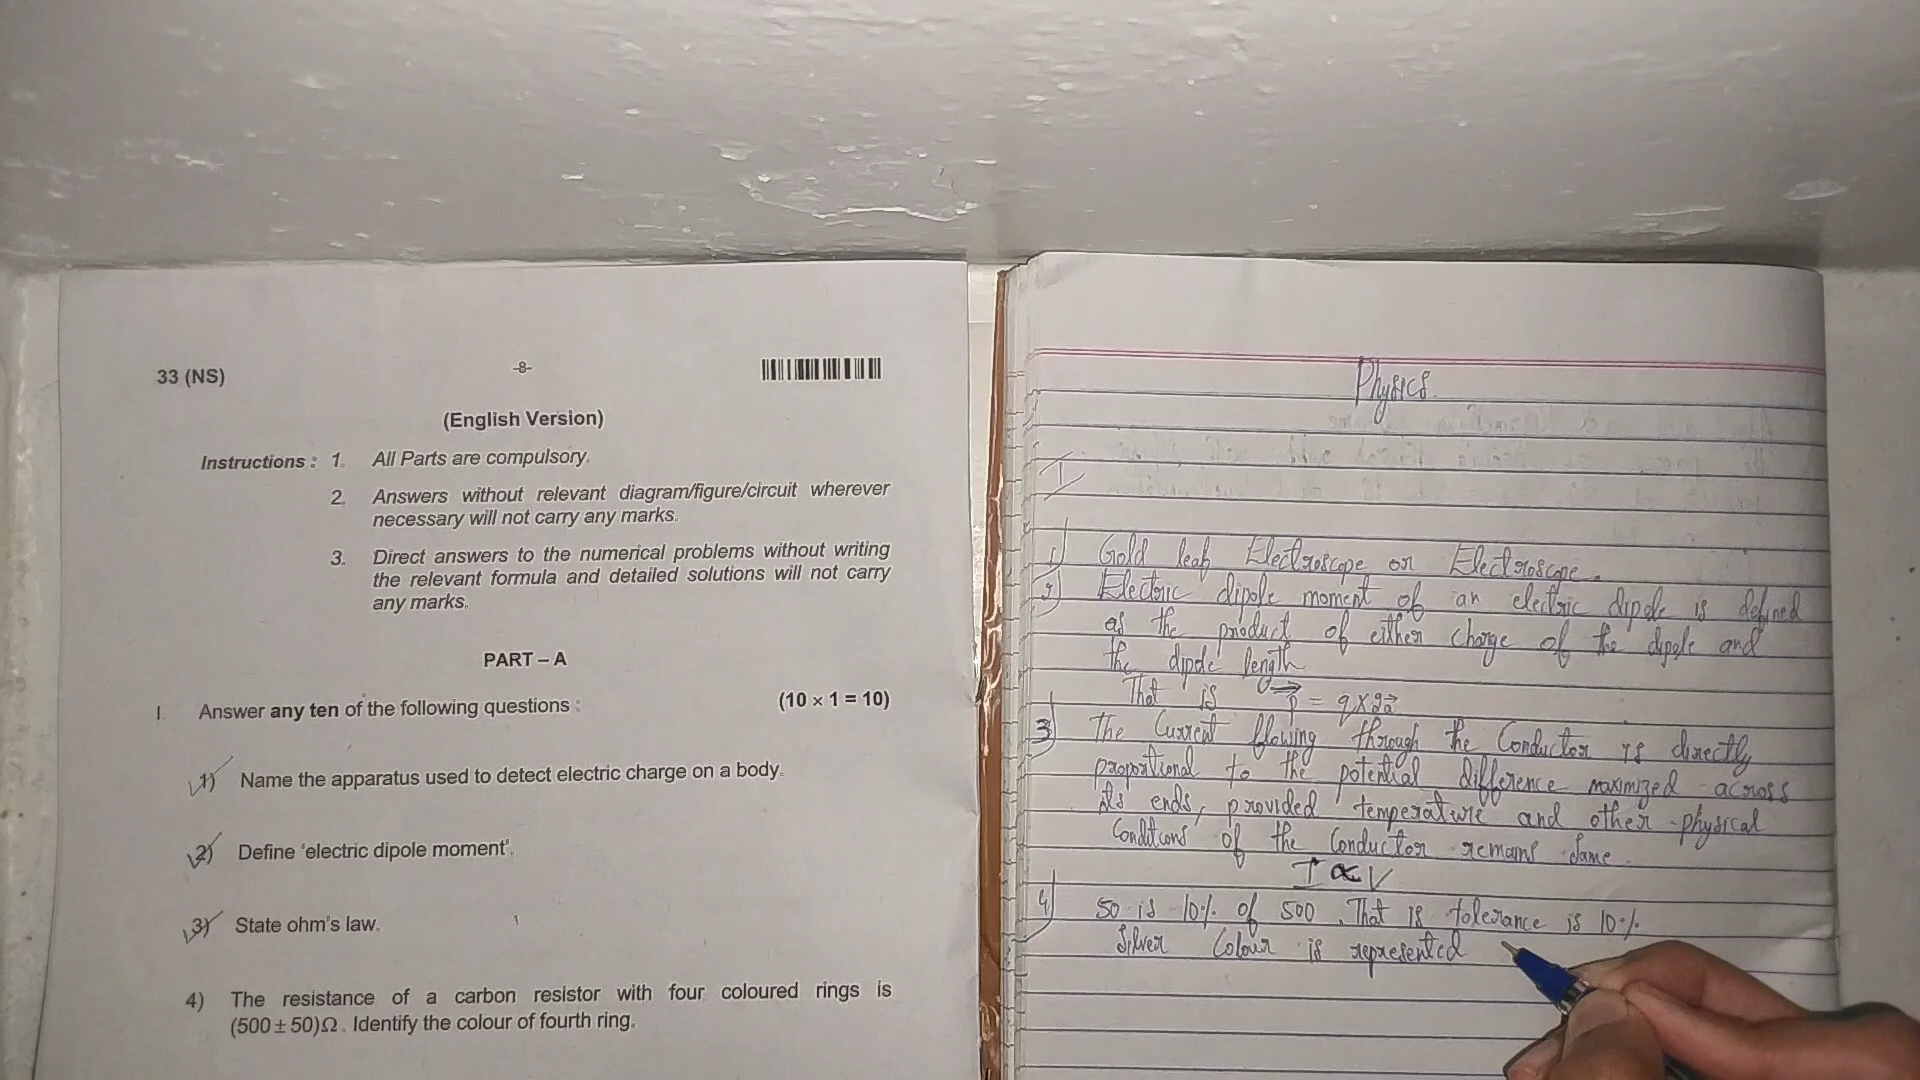 33 (NS)
-8-
(English Version)
Instructions : 1. All Parts are compulsory.
2. Answers without relevant diagram/figure/circuit wherever
necessary will not carry any marks.
3. Direct answers to the numerical problems without writing
the relevant formula and detailed solutions will not carry
any marks.
PART – A
I. Answer any ten of the following questions : (10 × 1 = 10)
1) Name the apparatus used to detect electric charge on a body.
2) Define 'electric dipole moment'.
3) State ohm's law.
4) The resistance of a carbon resistor with four coloured rings is
(500 ± 50)Ω. Identify the colour of fourth ring.
Physics.
I
1) Gold leaf Electroscope or Electroscope.
2) Electric dipole moment of an electric dipole is defined
as the product of either charge of the dipole and
the dipole length
That is p⃗ = q×2a⃗
3) The Current flowing through the Conductor is directly
proportional to the potential difference maximized across
its ends, provided temperature and other physical
Conditions of the Conductor remains same.
I ∝ V
4) 50 is 10% of 500. That is tolerance is 10%
Silver Colour is represented